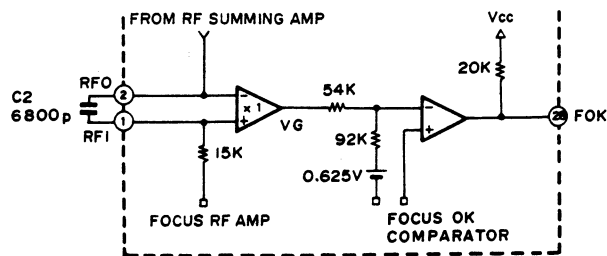 FROM RF SUMMING AMP
Vcc
20K
C2
6800p
RFO
2
1
RFI
-
x 1
+
VG
15K
54K
92K
0.625V
-
+
28
FOK
FOCUS RF AMP
FOCUS OK
COMPARATOR